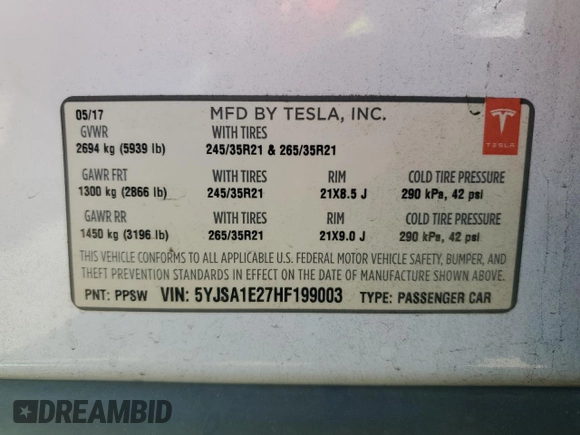 05/17 MFD BY TESLA, INC.
GVWR WITH TIRES
2694 kg (5939 lb) 245/35R21 & 265/35R21
TESLA
GAWR FRT WITH TIRES RIM COLD TIRE PRESSURE
1300 kg (2866 lb) 245/35R21 21X8.5 J 290 kPa, 42 psi
GAWR RR WITH TIRES RIM COLD TIRE PRESSURE
1450 kg (3196 lb) 265/35R21 21X9.0 J 290 kPa, 42 psi
THIS VEHICLE CONFORMS TO ALL APPLICABLE U.S. FEDERAL MOTOR VEHICLE SAFETY, BUMPER, AND
THEFT PREVENTION STANDARDS IN EFFECT ON THE DATE OF MANUFACTURE SHOWN ABOVE.
PNT: PPSW VIN: 5YJSA1E27HF199003 TYPE: PASSENGER CAR
DREAMBID